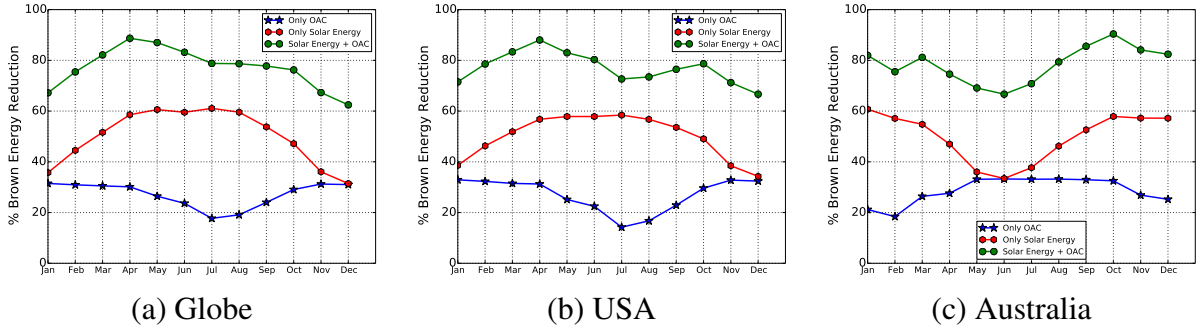 % Brown Energy Reduction
100
80
60
40
20
0
Jan Feb Mar Apr May Jun Jul Aug Sep Oct Nov Dec
Only OAC
Only Solar Energy
Solar Energy + OAC
(a) Globe
% Brown Energy Reduction
100
80
60
40
20
0
Jan Feb Mar Apr May Jun Jul Aug Sep Oct Nov Dec
Only OAC
Only Solar Energy
Solar Energy + OAC
(b) USA
% Brown Energy Reduction
100
80
60
40
20
0
Jan Feb Mar Apr May Jun Jul Aug Sep Oct Nov Dec
Only OAC
Only Solar Energy
Solar Energy + OAC
(c) Australia